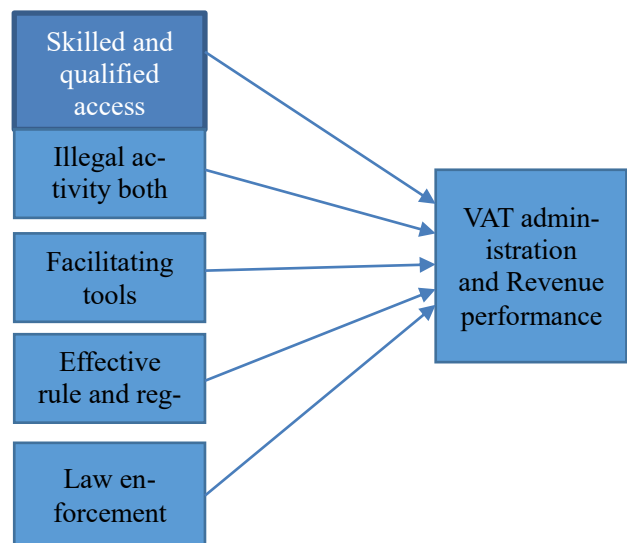 Skilled and
qualified
access
Illegal ac-
tivity both
Facilitating
tools
Effective
rule and reg-
Law en-
forcement
VAT admin-
istration
and Revenue
performance